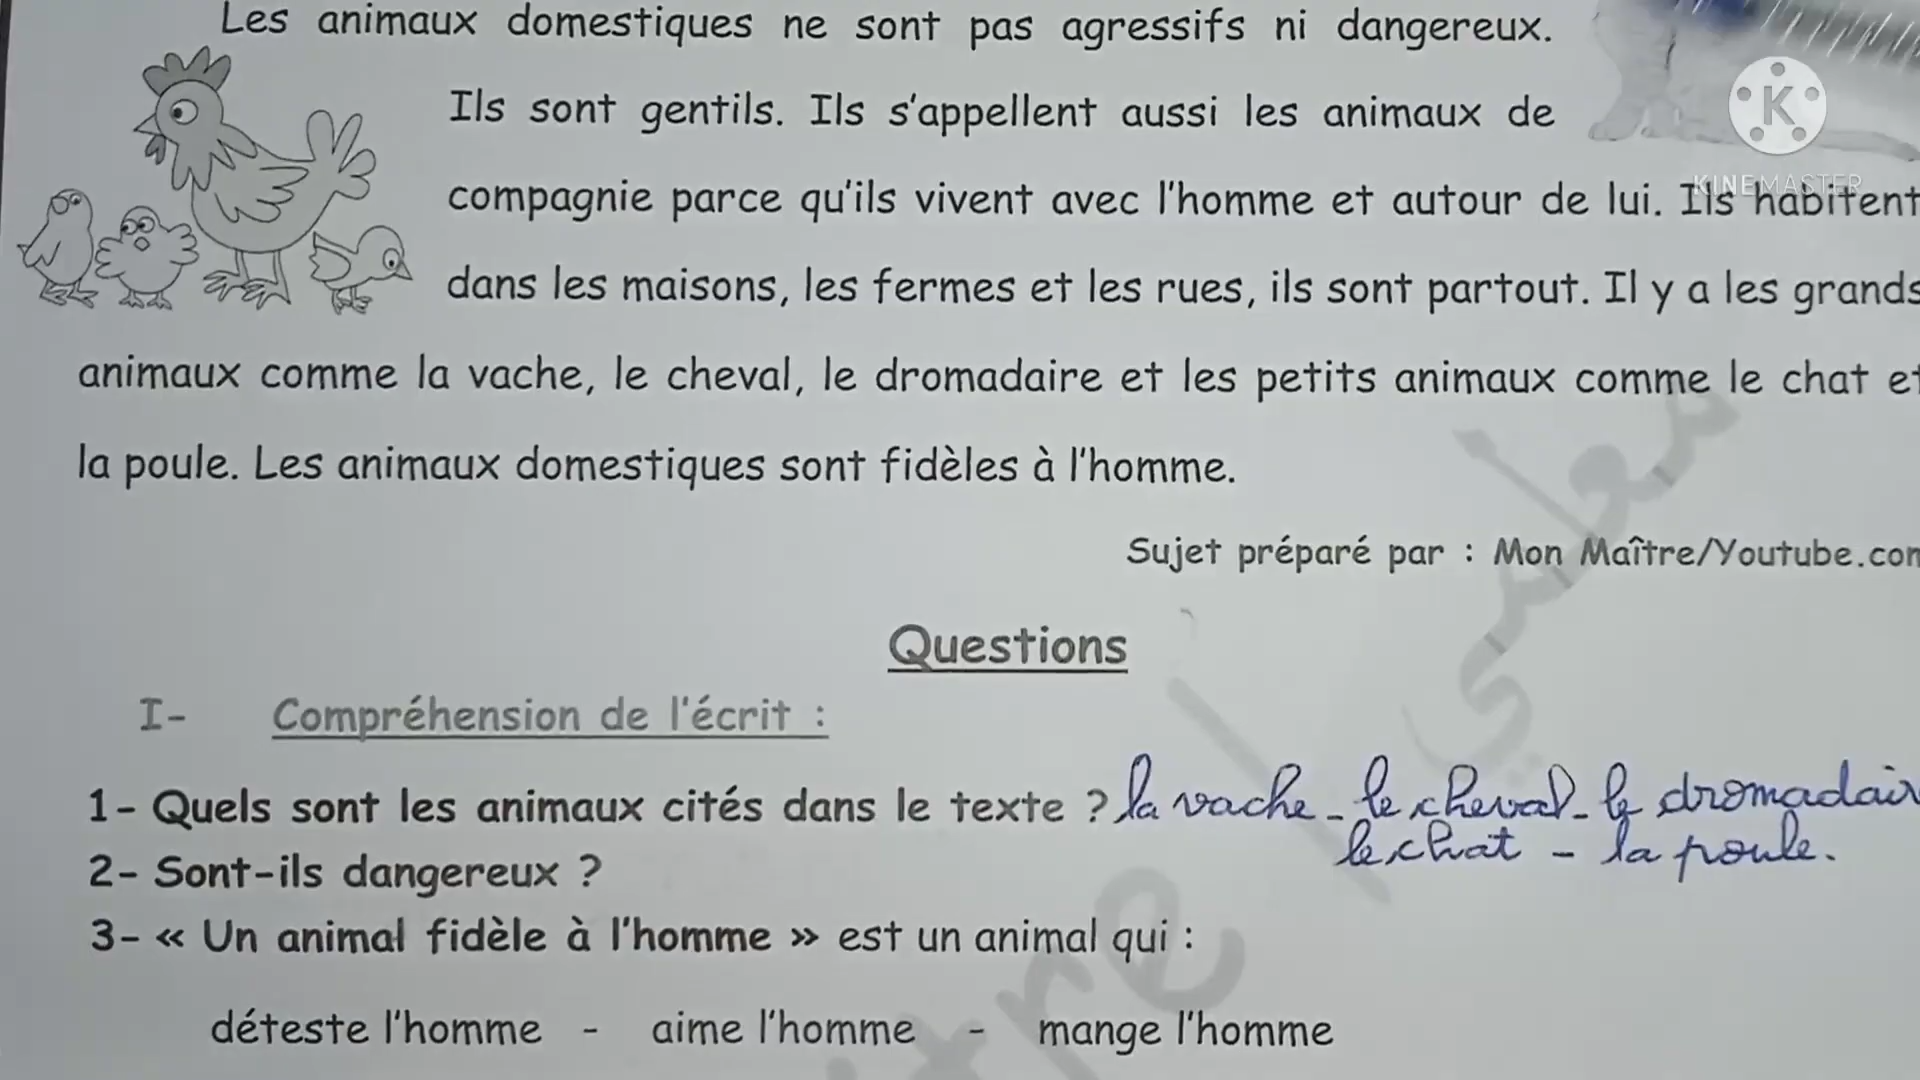 Les animaux domestiques ne sont pas agressifs ni dangereux.
Ils sont gentils. Ils s'appellent aussi les animaux de
compagnie parce qu'ils vivent avec l'homme et autour de lui. Ils habitent
dans les maisons, les fermes et les rues, ils sont partout. Il y a les grands
animaux comme la vache, le cheval, le dromadaire et les petits animaux comme le chat et
la poule. Les animaux domestiques sont fidèles à l'homme.
Sujet préparé par : Mon Maître/Youtube.com
Questions
I- Compréhension de l'écrit :
1- Quels sont les animaux cités dans le texte ? la vache - le cheval - le dromadair
le chat - la poule.
2- Sont-ils dangereux ?
3- « Un animal fidèle à l'homme » est un animal qui :
déteste l'homme - aime l'homme - mange l'homme
K
KINEMASTER